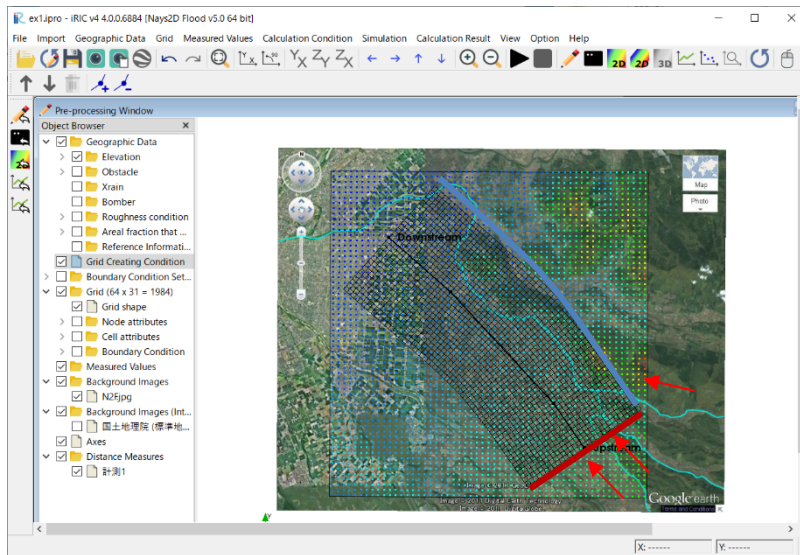 ex1.ipro - iRIC v4 4.0.0.6884 [Nays2D Flood v5.0 64 bit]
File Import Geographic Data Grid Measured Values Calculation Condition Simulation Calculation Result View Option Help
Pre-processing Window
Object Browser
Geographic Data
Elevation
Obstacle
Xrain
Bomber
Roughness condition
Areal fraction that ...
Reference Informati...
Grid Creating Condition
Boundary Condition Set...
Grid (64 x 31 = 1984)
Grid shape
Node attributes
Cell attributes
Boundary Condition
Measured Values
Background Images
N2Fjpg
Background Images (Int...
国土地理院 (標準地...
Axes
Distance Measures
計測1
N
Map
Photo
Downstream
Upstream
Google earth
Terms and Conditions
Y
X: ------
Y: ------